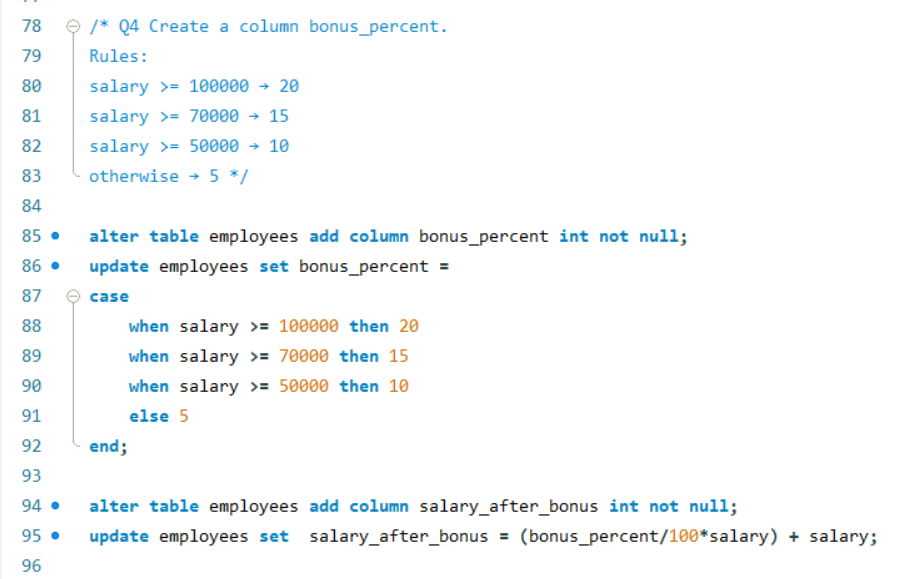 78 /* Q4 Create a column bonus_percent.
79 Rules:
80 salary >= 100000 → 20
81 salary >= 70000 → 15
82 salary >= 50000 → 10
83 otherwise → 5 */
84
85 alter table employees add column bonus_percent int not null;
86 update employees set bonus_percent =
87 case
88 when salary >= 100000 then 20
89 when salary >= 70000 then 15
90 when salary >= 50000 then 10
91 else 5
92 end;
93
94 alter table employees add column salary_after_bonus int not null;
95 update employees set  salary_after_bonus = (bonus_percent/100*salary) + salary;
96